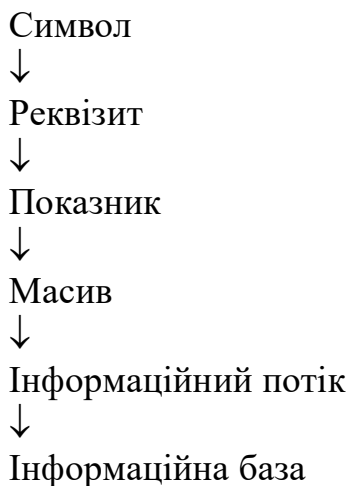 Символ
↓
Реквізит
↓
Показник
↓
Масив
↓
Інформаційний потік
↓
Інформаційна база